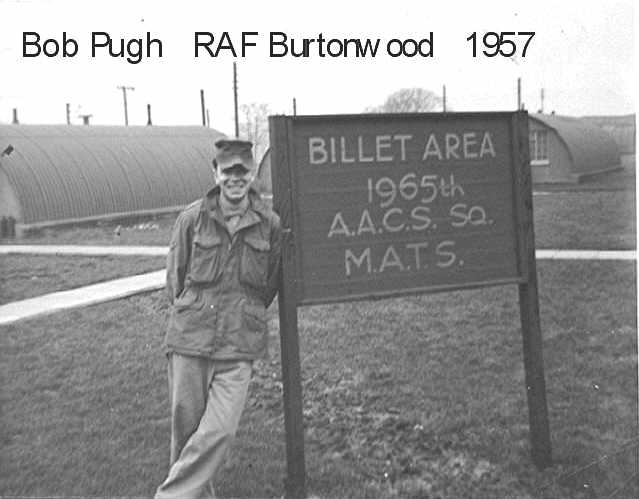 Bob Pugh RAF Burtonwood 1957
BILLET AREA
1965th
A.A.C.S. SQ.
M.A.T.S.